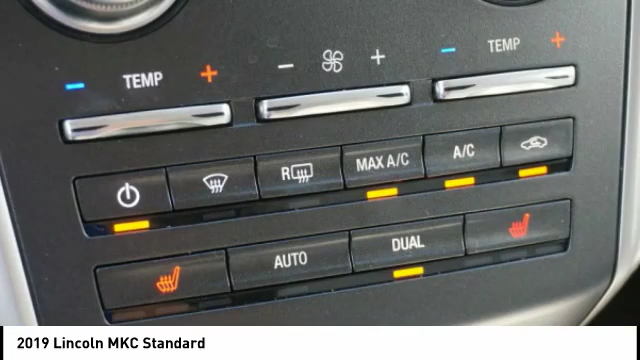 − TEMP +
− +
− TEMP +
R MAX A/C A/C
AUTO DUAL
2019 Lincoln MKC Standard